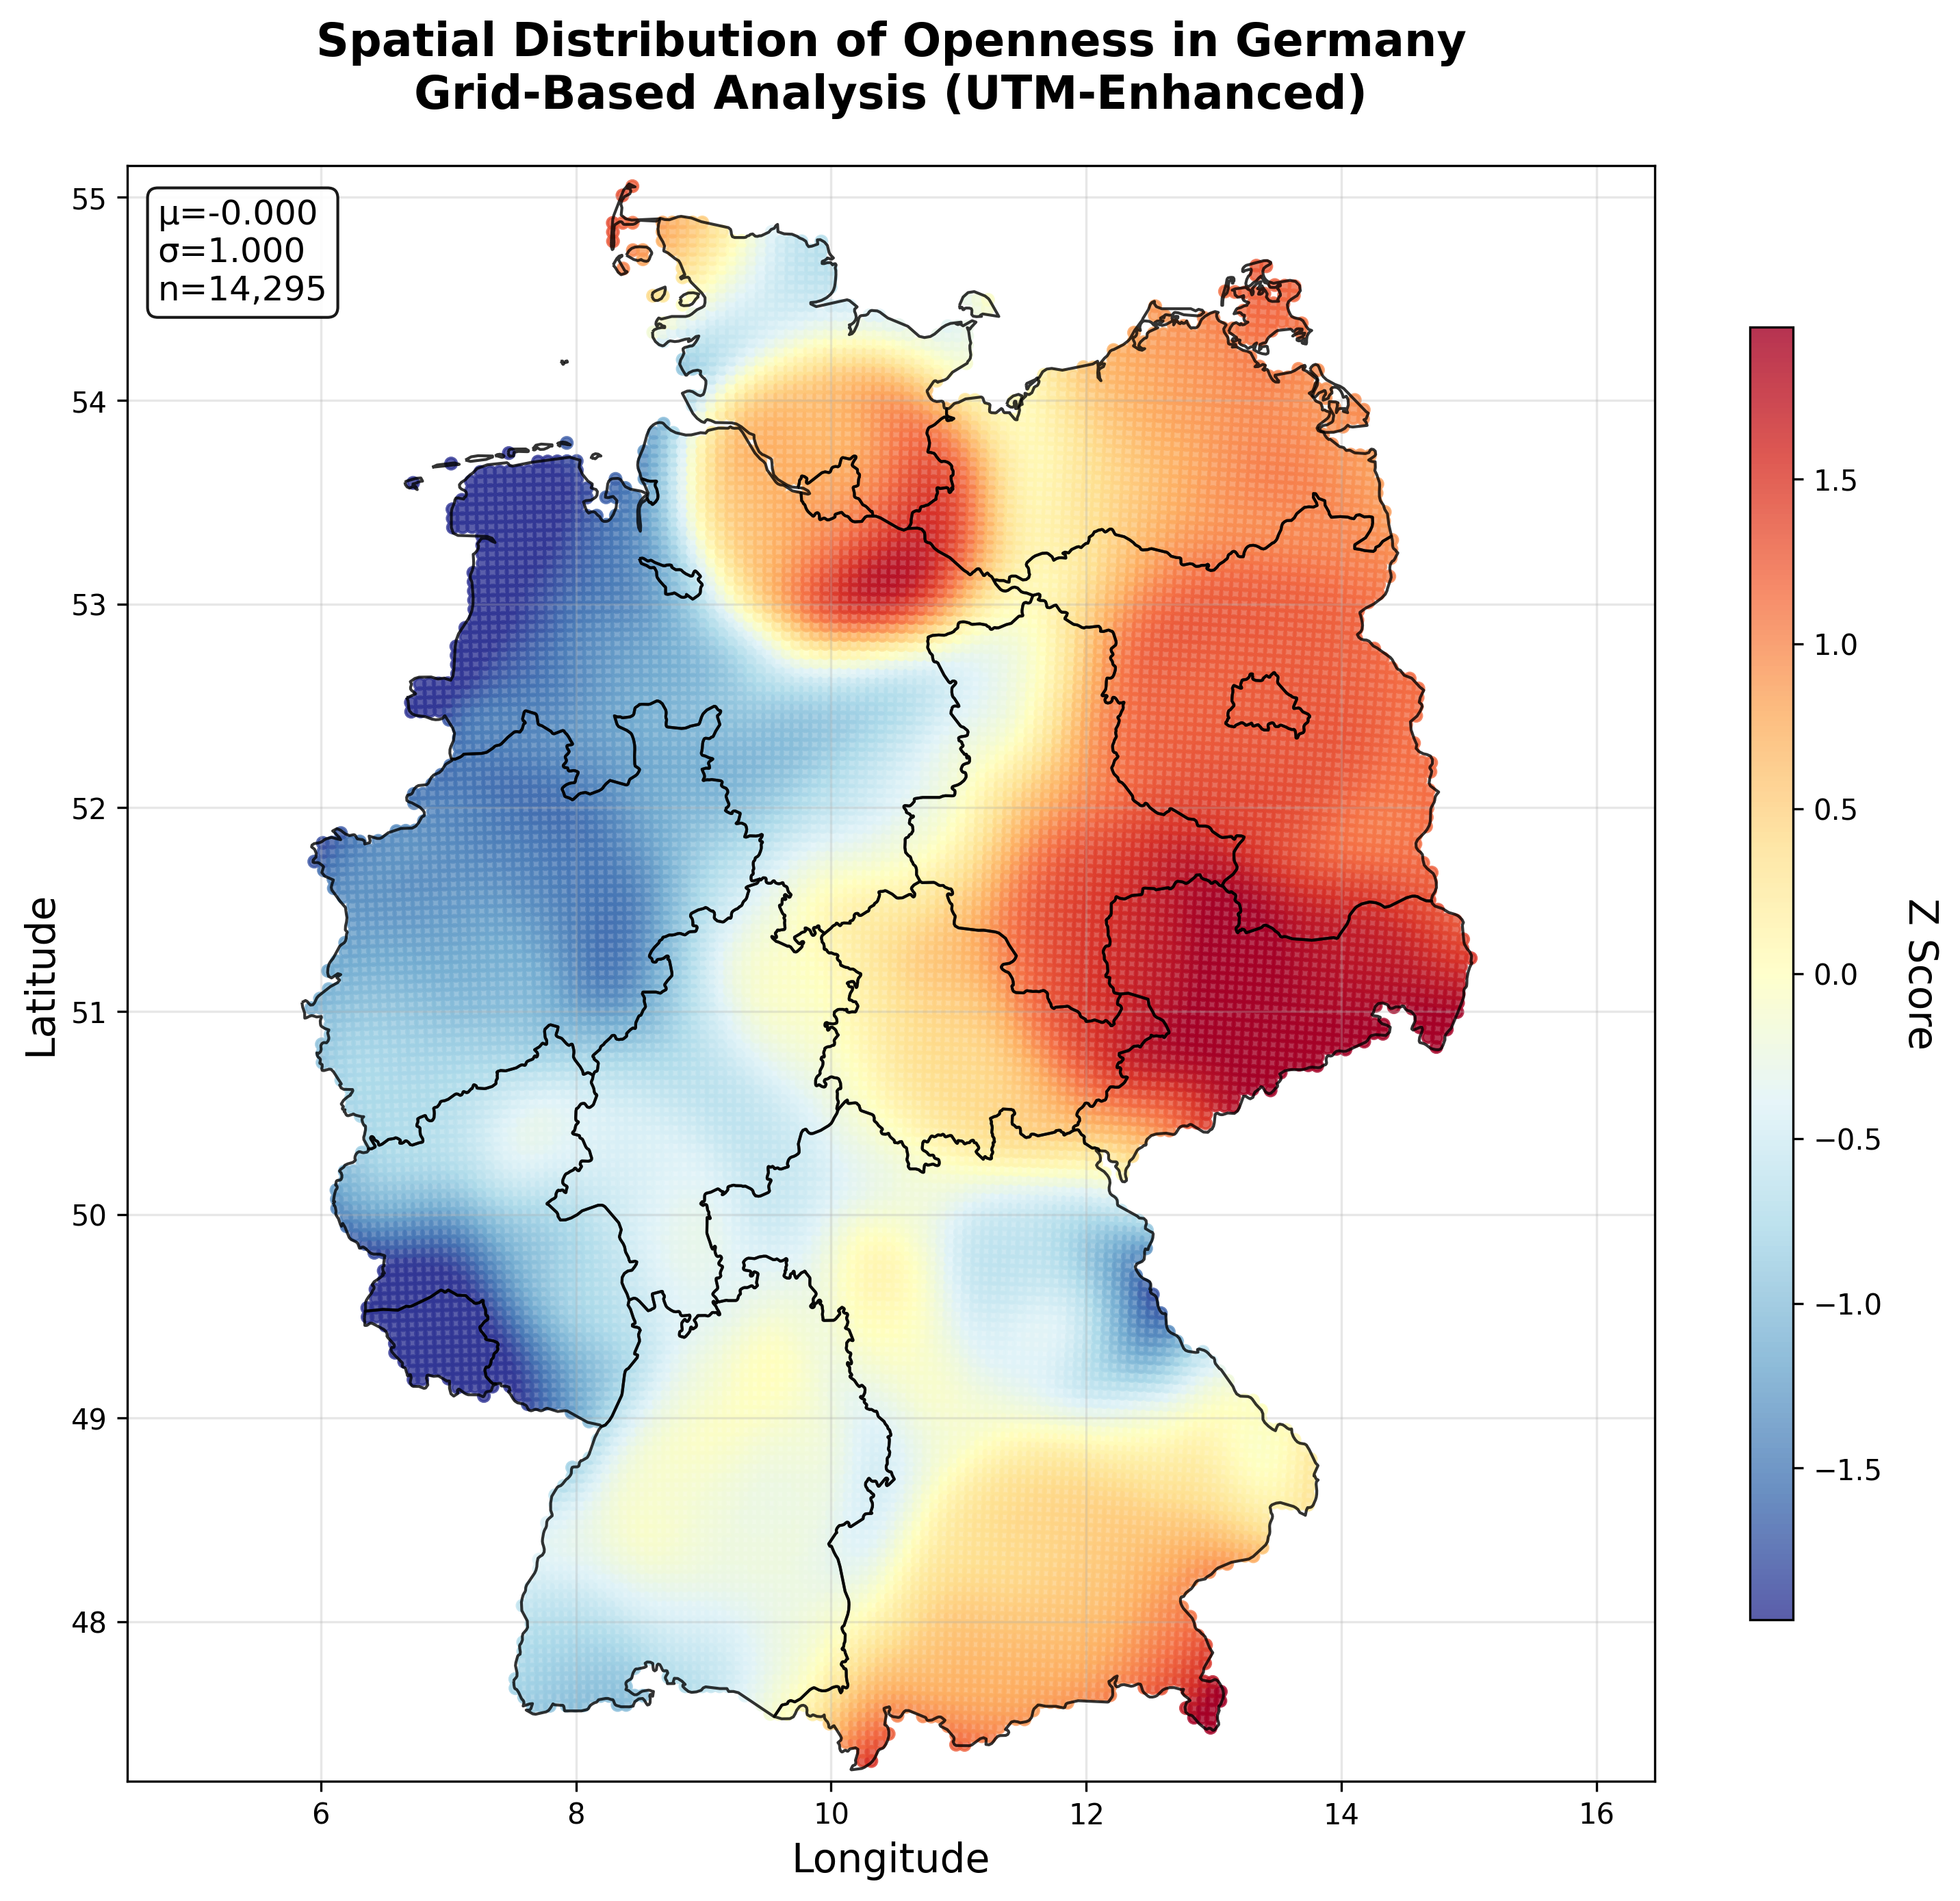 Spatial Distribution of Openness in Germany
Grid-Based Analysis (UTM-Enhanced)
μ=-0.000
σ=1.000
n=14,295
55
54
53
52
51
50
49
48
Latitude
6
8
10
12
14
16
Longitude
1.5
1.0
0.5
0.0
−0.5
−1.0
−1.5
Z Score